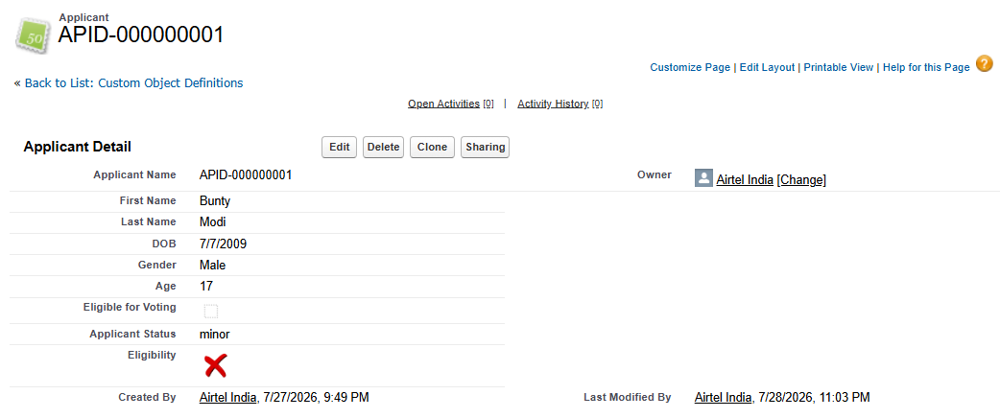 Applicant
APID-000000001
50
Customize Page | Edit Layout | Printable View | Help for this Page ?
« Back to List: Custom Object Definitions
Open Activities [0] | Activity History [0]
Applicant Detail Edit Delete Clone Sharing
Applicant Name APID-000000001 Owner Airtel India [Change]
First Name Bunty
Last Name Modi
DOB 7/7/2009
Gender Male
Age 17
Eligible for Voting
Applicant Status minor
Eligibility
Created By Airtel India, 7/27/2026, 9:49 PM Last Modified By Airtel India, 7/28/2026, 11:03 PM